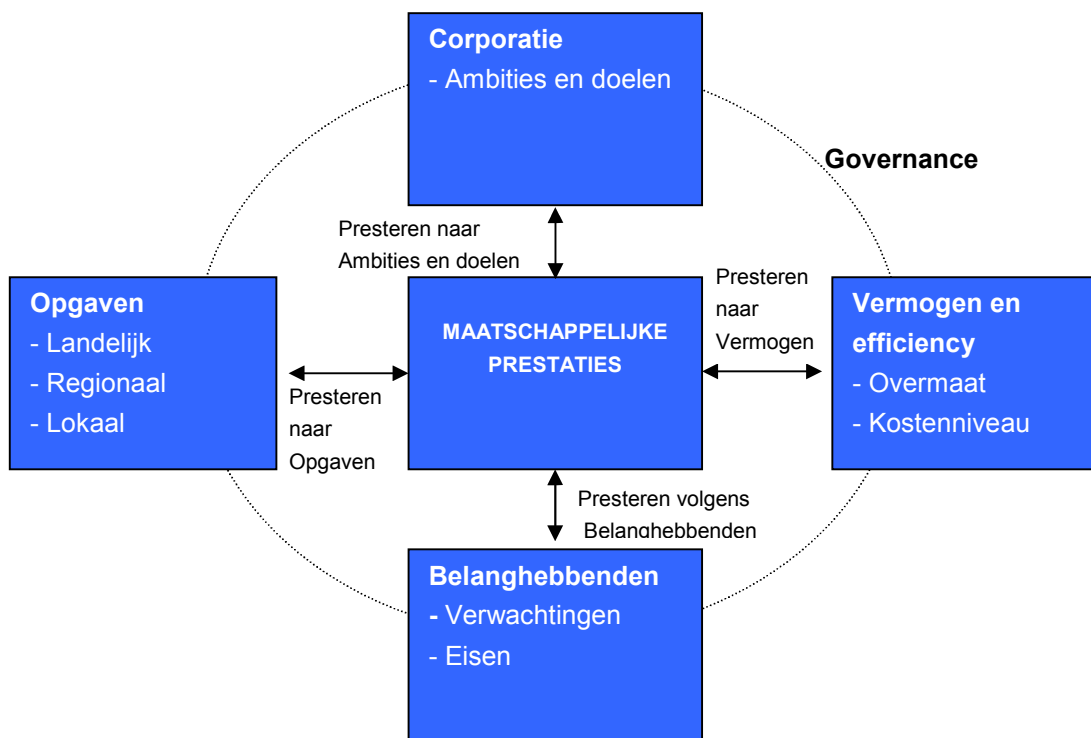 Corporatie
- Ambities en doelen
Governance
Presteren naar
Ambities en doelen
Opgaven
- Landelijk
- Regionaal
- Lokaal
Presteren
naar
Opgaven
MAATSCHAPPELIJKE
PRESTATIES
Presteren
naar
Vermogen
Vermogen en
efficiency
- Overmaat
- Kostenniveau
Presteren volgens
Belanghebbenden
Belanghebbenden
- Verwachtingen
- Eisen